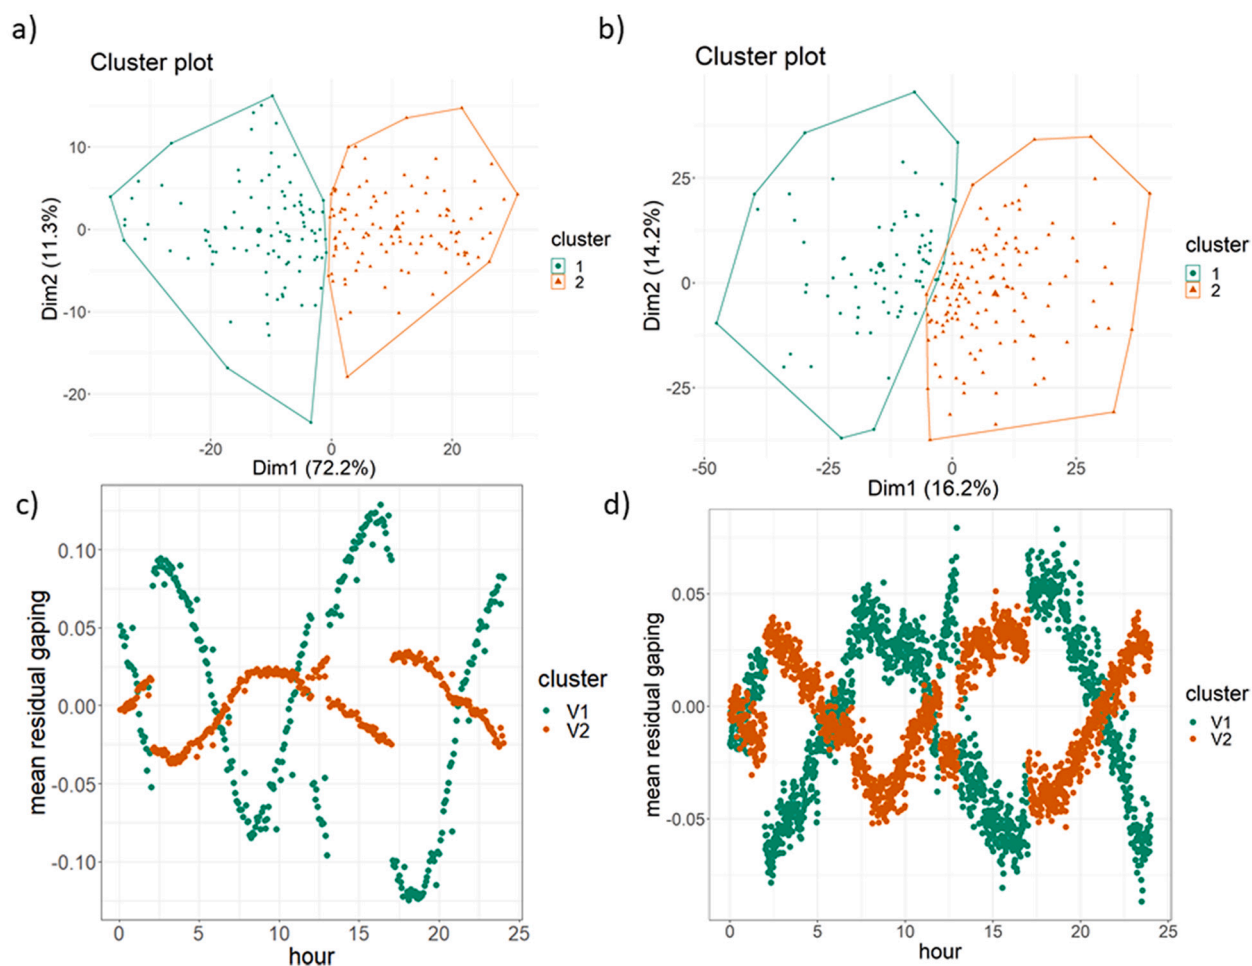 a)
Cluster plot
10
0
-10
-20
Dim2 (11.3%)
-20
0
20
Dim1 (72.2%)
cluster
1
2
b)
Cluster plot
25
0
-25
Dim2 (14.2%)
-50
-25
0
25
Dim1 (16.2%)
cluster
1
2
c)
0.10
0.05
0.00
-0.05
-0.10
mean residual gaping
0
5
10
15
20
25
hour
cluster
V1
V2
d)
0.05
0.00
-0.05
mean residual gaping
0
5
10
15
20
25
hour
cluster
V1
V2